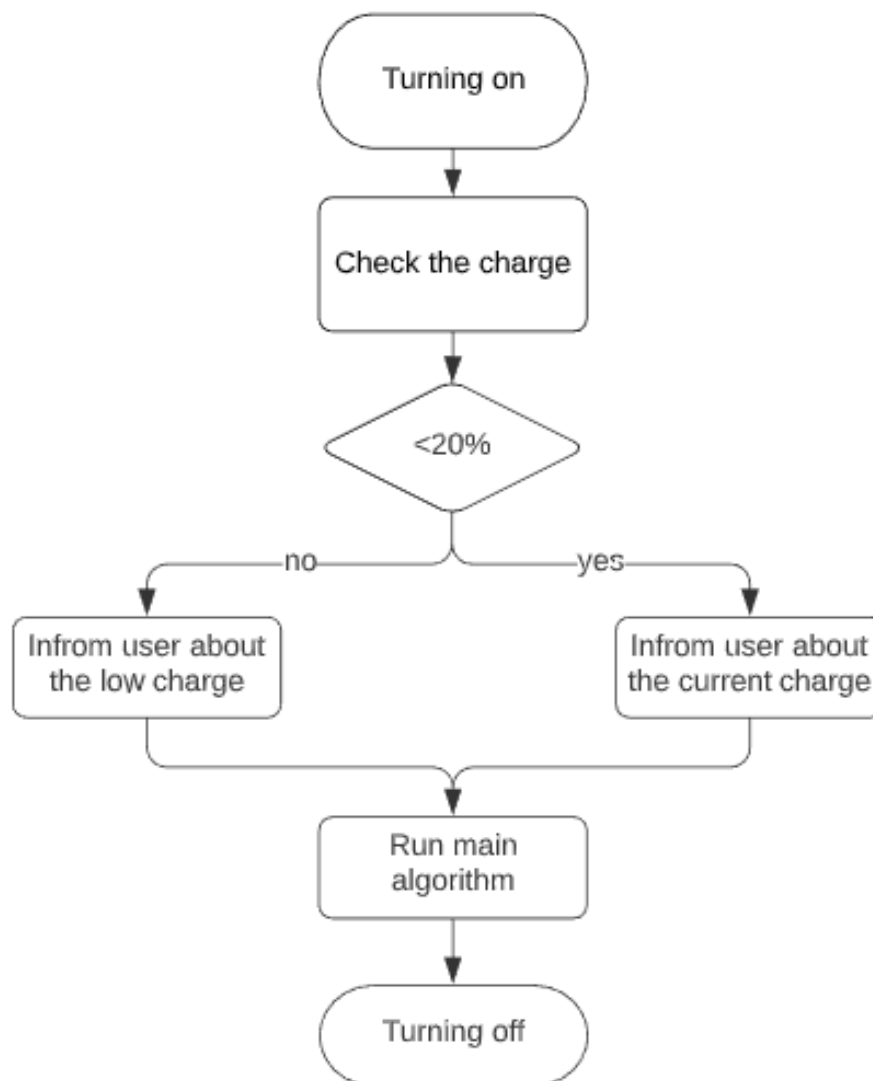 Turning on
Check the charge
<20%
no
yes
Infrom user about
the low charge
Infrom user about
the current charge
Run main
algorithm
Turning off